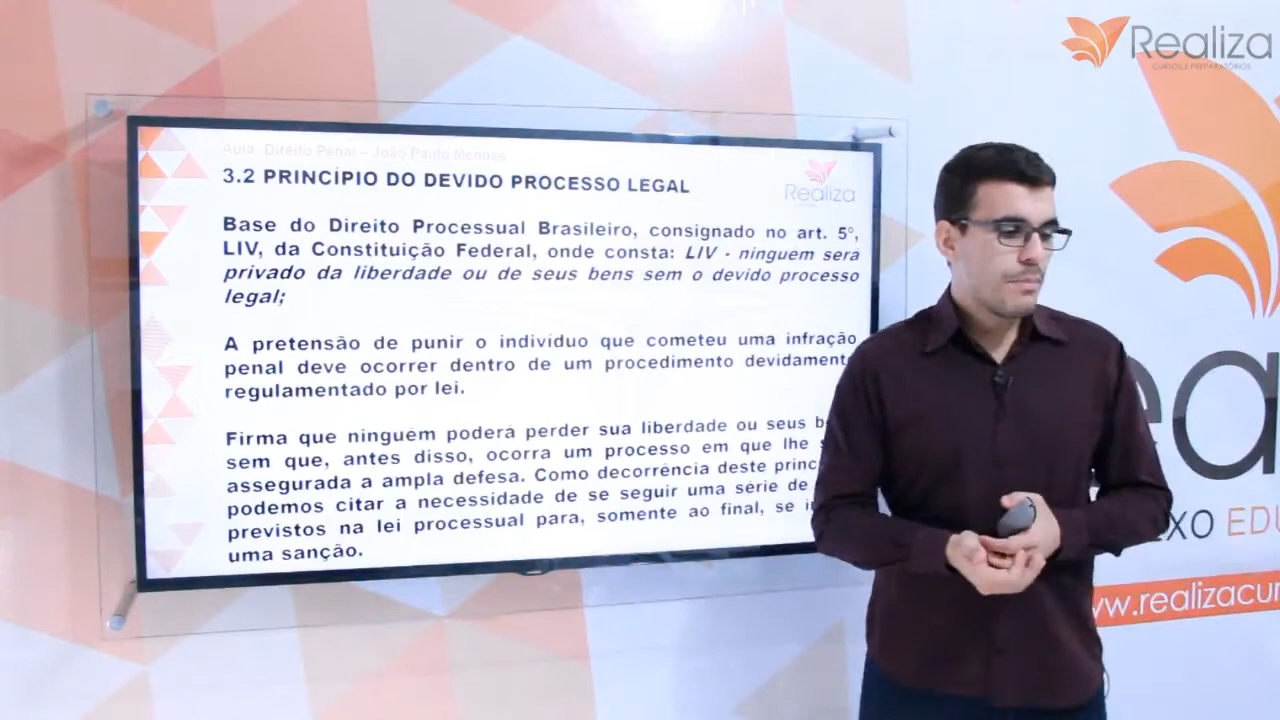 Realiza
CURSOS E PREPARATÓRIOS
Aula: Direito Penal – João Paulo Mendes
3.2 PRINCÍPIO DO DEVIDO PROCESSO LEGAL
Realiza
Base do Direito Processual Brasileiro, consignado no art. 5º,
LIV, da Constituição Federal, onde consta: LIV - ninguem será
privado da liberdade ou de seus bens sem o devido processo
legal;
A pretensão de punir o indivíduo que cometeu uma infração
penal deve ocorrer dentro de um procedimento devidament
regulamentado por lei.
Firma que ninguém poderá perder sua liberdade ou seus b
sem que, antes disso, ocorra um processo em que lhe s
assegurada a ampla defesa. Como decorrência deste princ
podemos citar a necessidade de se seguir uma série de
previstos na lei processual para, somente ao final, se i
uma sanção.
ea
EXO EDU
www.realizacur